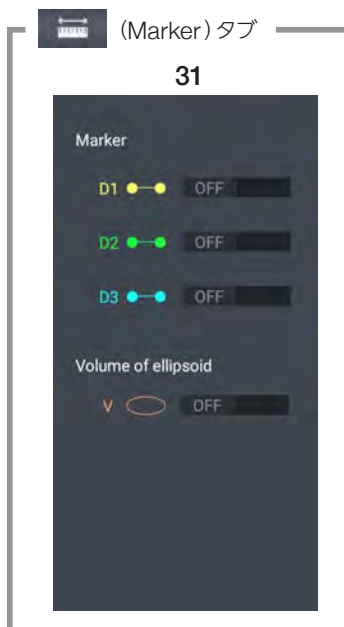 (Marker) タブ
31
Marker
D1 OFF
D2 OFF
D3 OFF
Volume of ellipsoid
V OFF